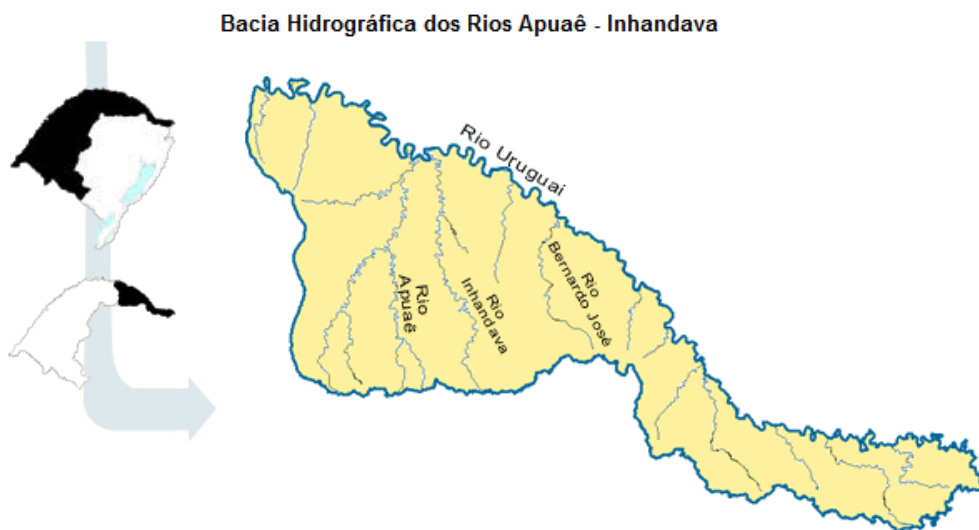 Bacia Hidrográfica dos Rios Apuaê - Inhandava
Rio Uruguai
Rio
Apuaê
Rio
Inhandava
Rio
Bernardo José